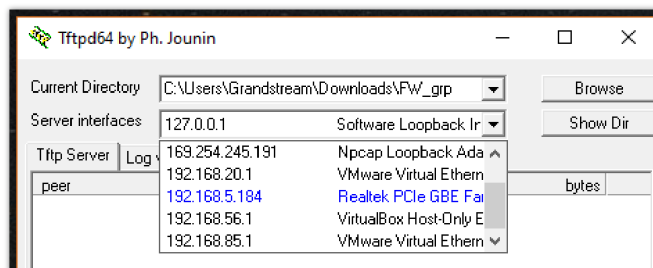 Tftpd64 by Ph. Jounin
Current Directory C:\Users\Grandstream\Downloads\FW_grp Browse
Server interfaces 127.0.0.1 Software Loopback Ir Show Dir
Tftp Server Log v
169.254.245.191 Npcap Loopback Ada
peer bytes
192.168.20.1 VMware Virtual Ethern
192.168.5.184 Realtek PCIe GBE Fai
192.168.56.1 VirtualBox Host-Only E
192.168.85.1 VMware Virtual Ethern